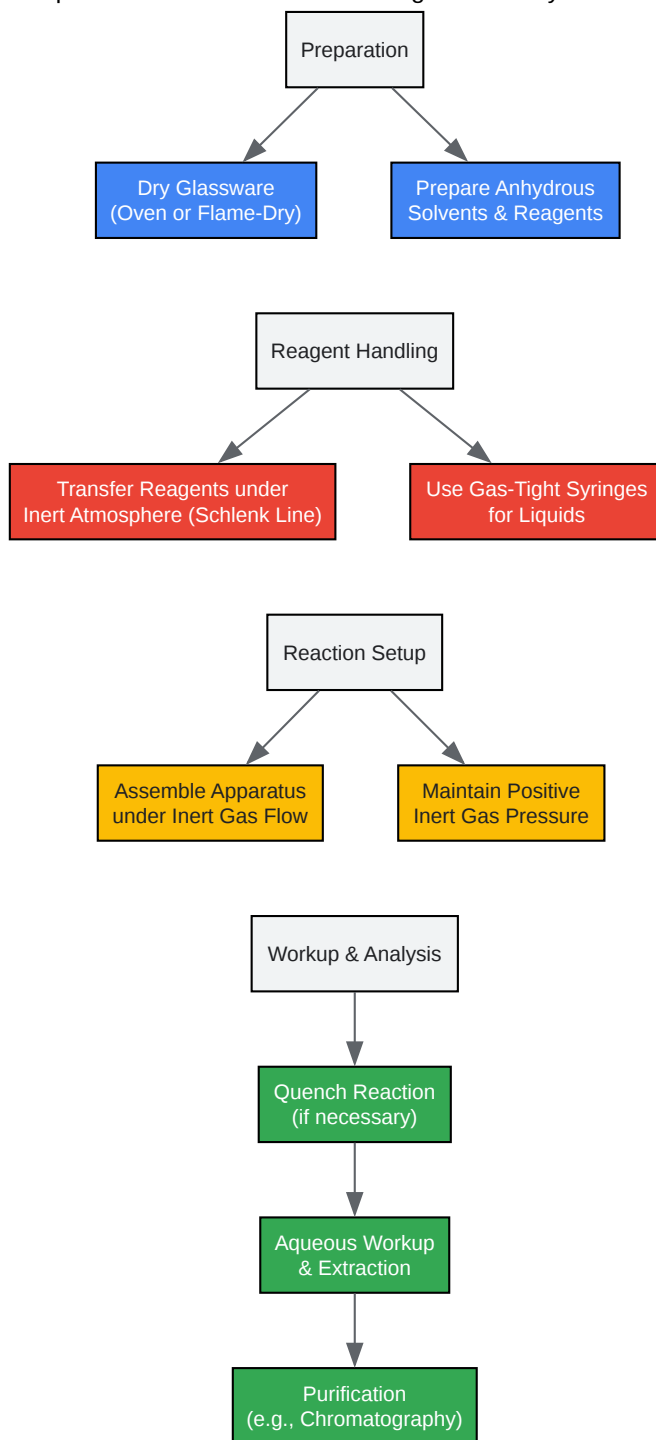 Preparation
Dry Glassware
(Oven or Flame-Dry)
Prepare Anhydrous
Solvents & Reagents
Reagent Handling
Transfer Reagents under
Inert Atmosphere (Schlenk Line)
Use Gas-Tight Syringes
for Liquids
Reaction Setup
Assemble Apparatus
under Inert Gas Flow
Maintain Positive
Inert Gas Pressure
Workup & Analysis
Quench Reaction
(if necessary)
Aqueous Workup
& Extraction
Purification
(e.g., Chromatography)